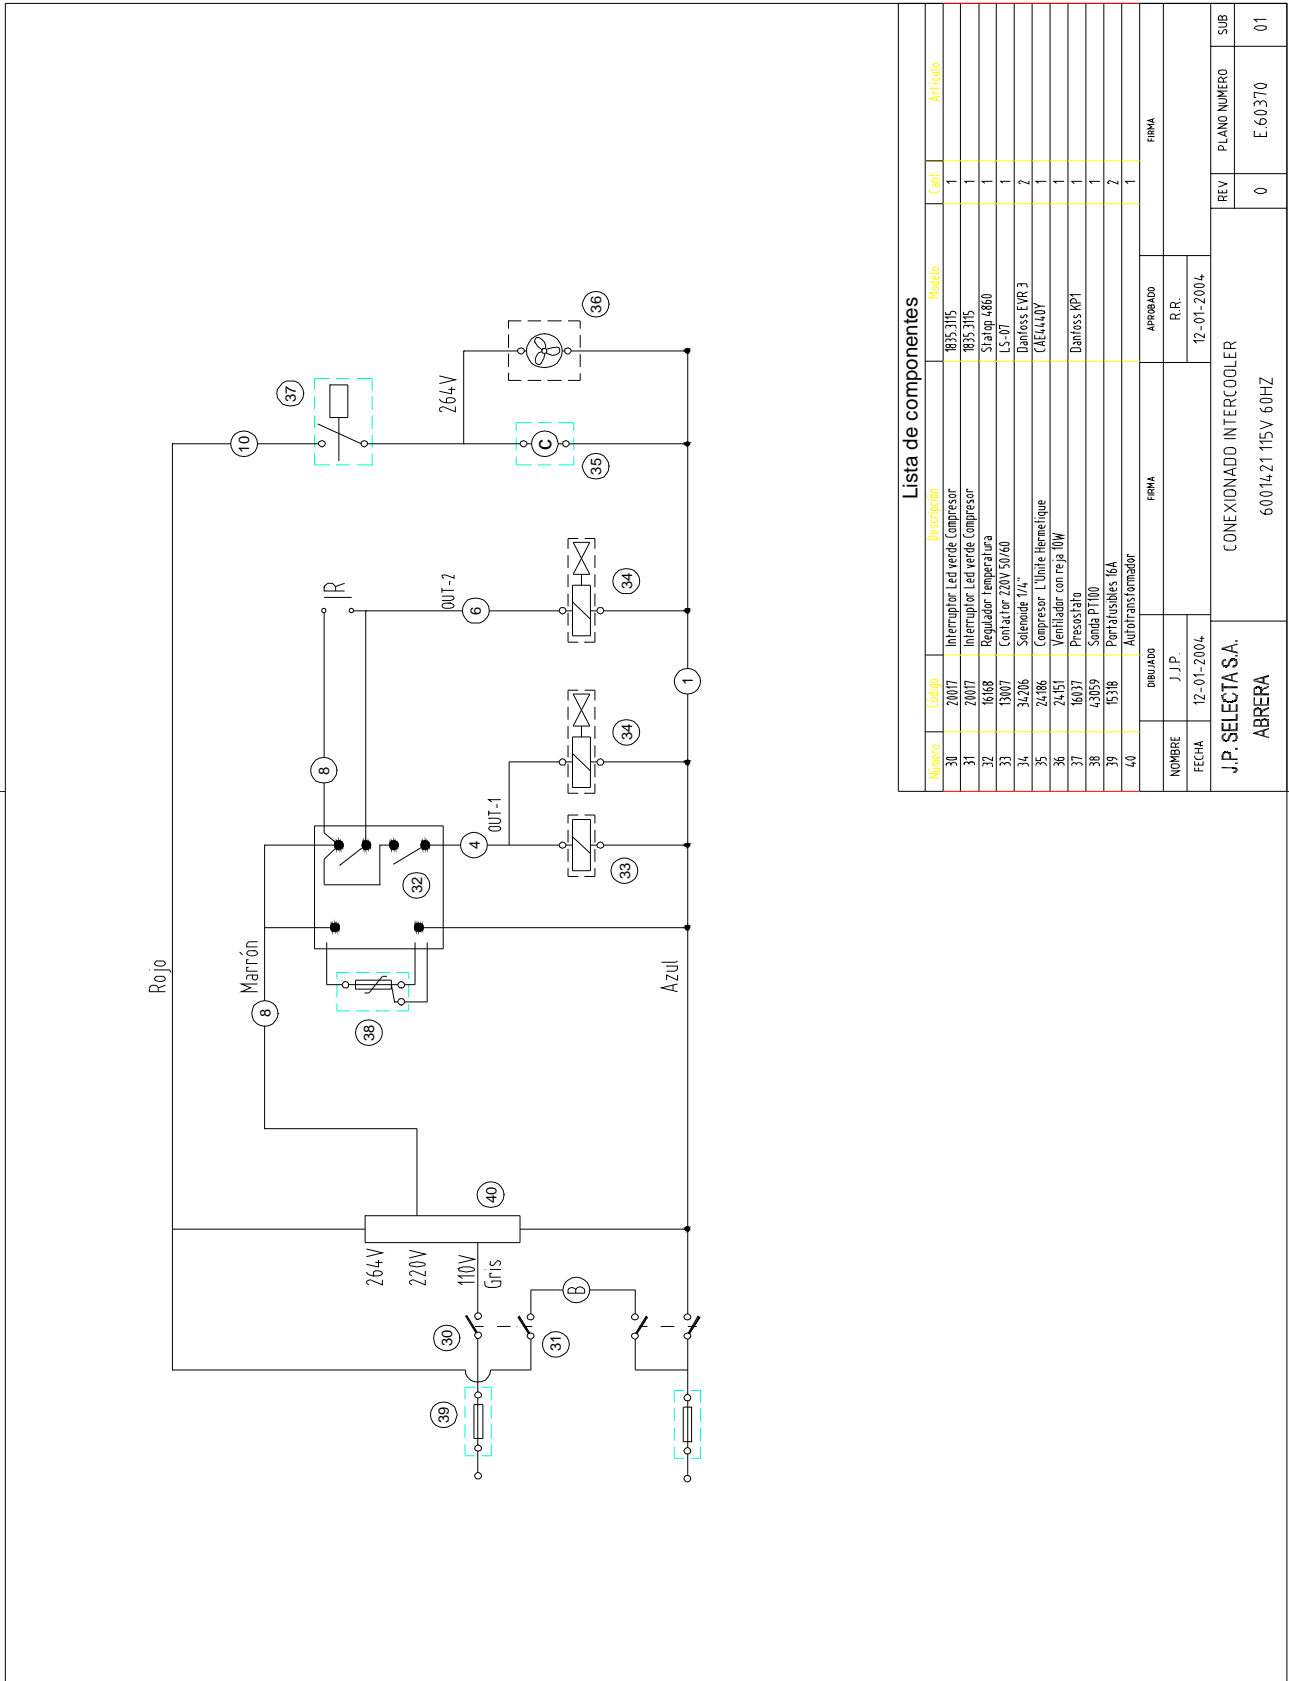 Rojo
Marrón
Azul
264V
220V
110V
Gris
264V
IR
OUT-1
OUT-2
8
8
10
4
6
1
B
C
30
31
32
33
34
34
35
36
37
38
39
40
Lista de componentes
Número Código Descripción Modelo Cant Artículo
30 20017 Interruptor Led verde Compresor 1835.3115 1
31 20017 Interruptor Led verde Compresor 1835.3115 1
32 16168 Regulador temperatura Statop 4860 1
33 13007 Contactor 220V 50/60 LS-07 1
34 34206 Solenoide 1/4" Danfoss EVR 3 2
35 24186 Compresor L'Unite Hermetique CAE4440Y 1
36 24151 Ventilador con reja 10W 1
37 16037 Presostato Danfoss KP1 1
38 43059 Sonda PT100 1
39 15318 Portafusibles 16A 2
40 Autotransformador 1
DIBUJADO FIRMA APROBADO FIRMA
NOMBRE J.J.P. R.R.
FECHA 12-01-2004 12-01-2004
J.P. SELECTA S.A.
ABRERA
CONEXIONADO INTERCOOLER
6001421 115V 60HZ
REV PLANO NUMERO SUB
0 E.60370 01